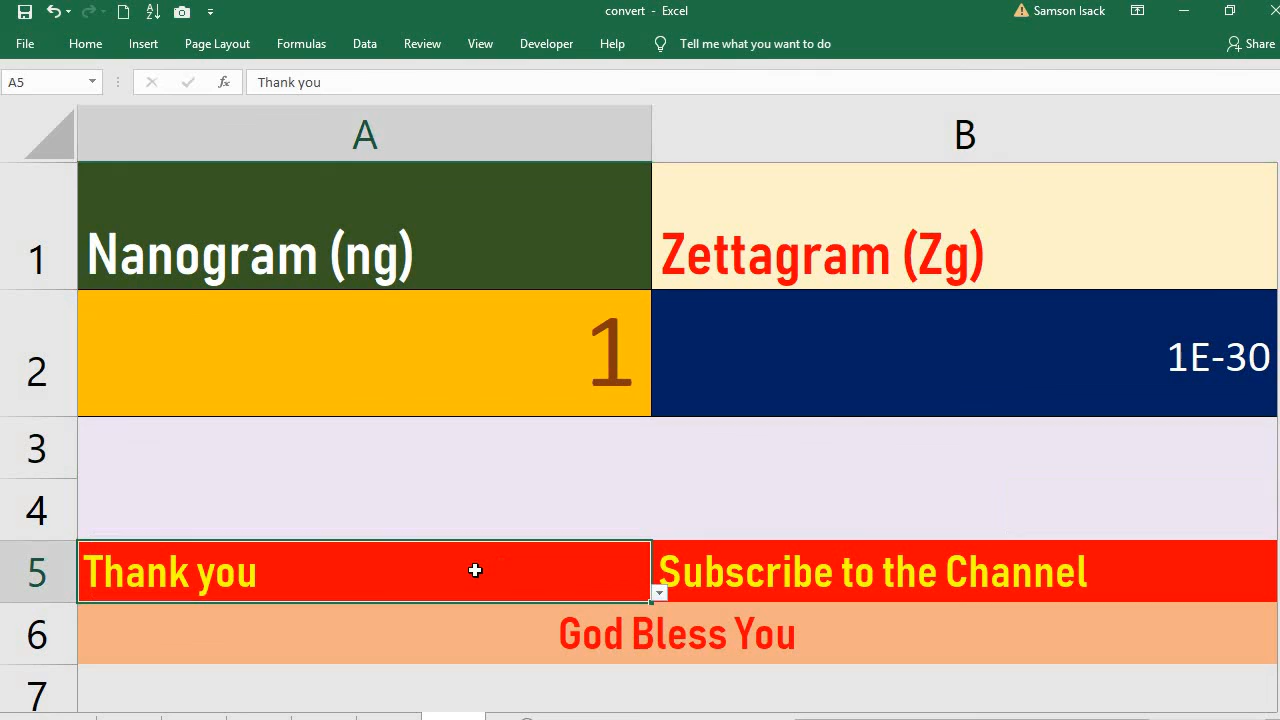 convert - Excel
Samson Isack
File Home Insert Page Layout Formulas Data Review View Developer Help Tell me what you want to do Share
A5 fx Thank you
A B
1 Nanogram (ng) Zettagram (Zg)
2 1 1E-30
3
4
5 Thank you Subscribe to the Channel
6 God Bless You
7